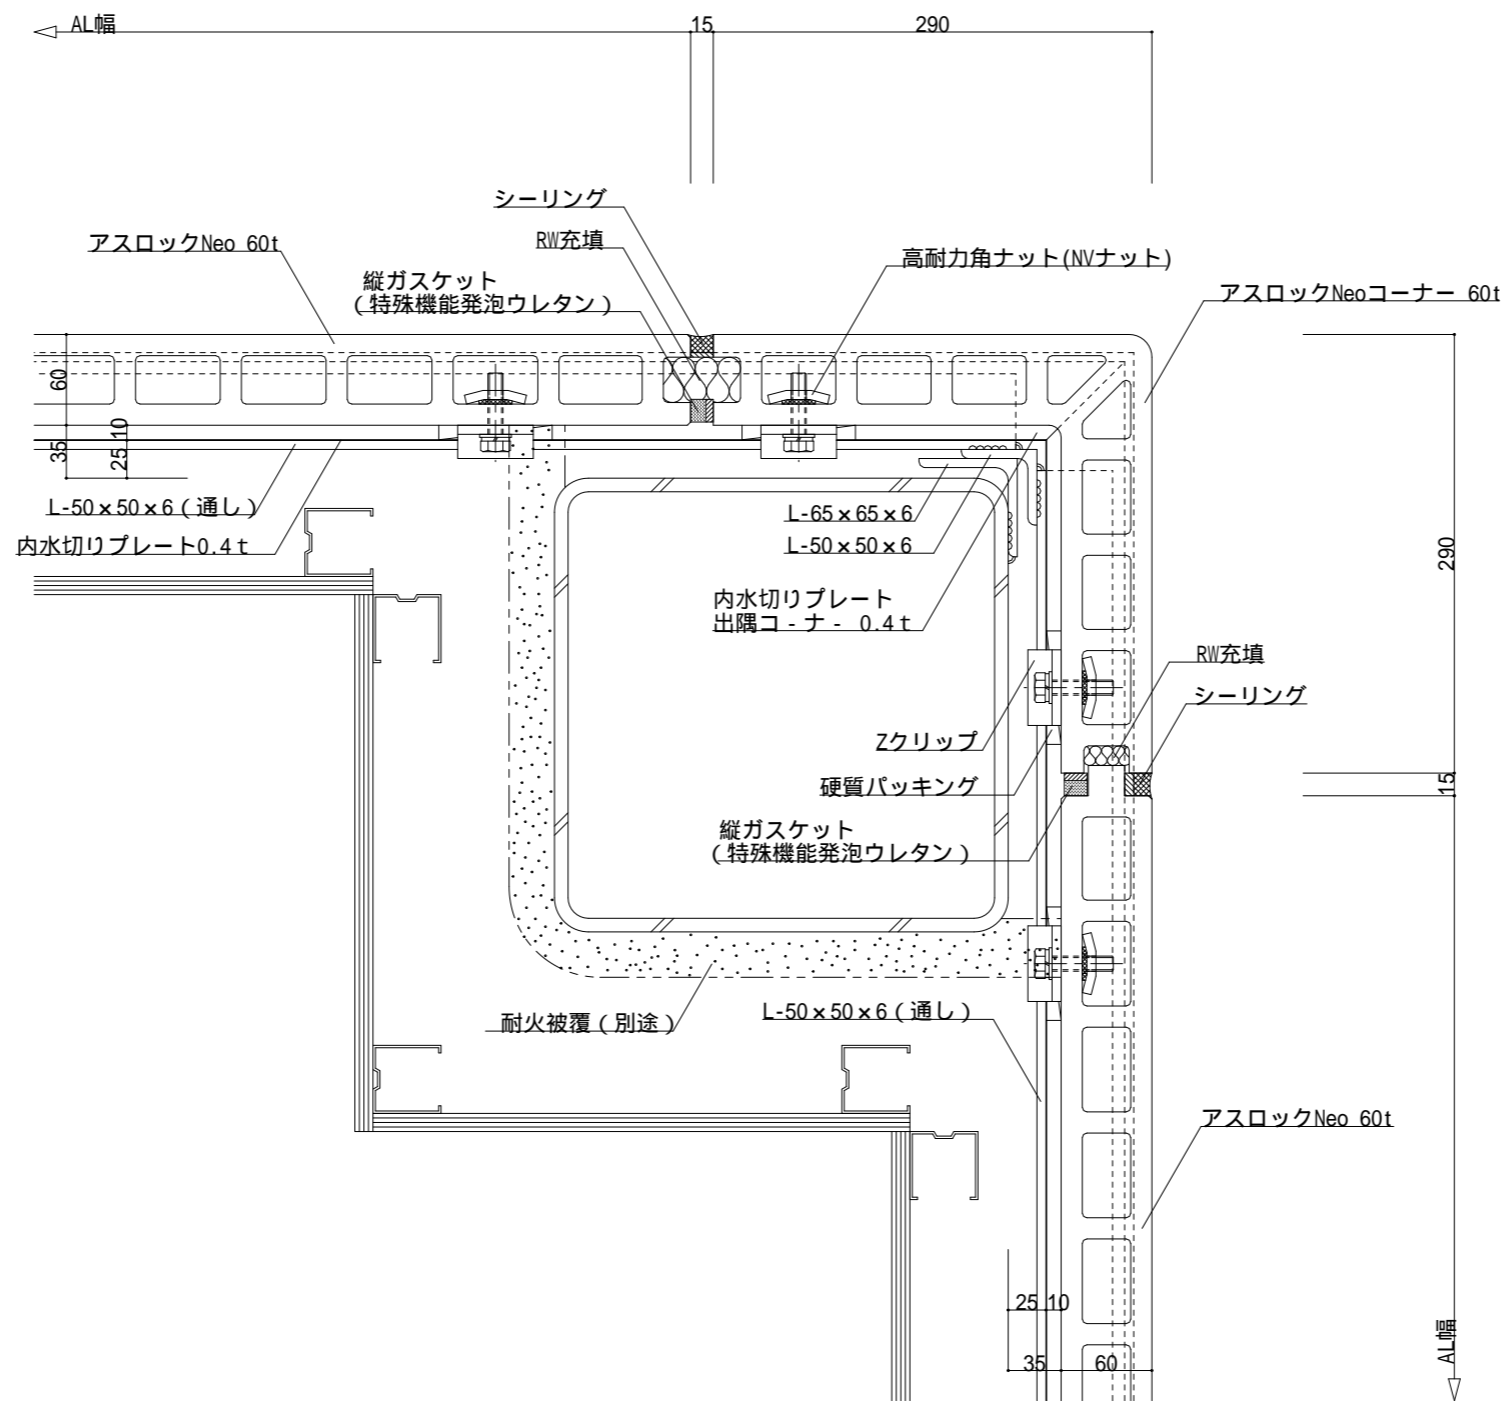 AL幅
15
290
シーリング
RW充填
アスロックNeo 60t
高耐力角ナット(NVナット)
縦ガスケット
(特殊機能発泡ウレタン)
アスロックNeoコーナー 60t
60
10
35
25
L-50×50×6(通し)
内水切りプレート0.4t
L-65×65×6
L-50×50×6
内水切りプレート
出隅コ-ナ- 0.4t
290
RW充填
シーリング
Zクリップ
硬質パッキング
15
縦ガスケット
(特殊機能発泡ウレタン)
耐火被覆(別途)
L-50×50×6(通し)
アスロックNeo 60t
25
10
35
60
AL幅